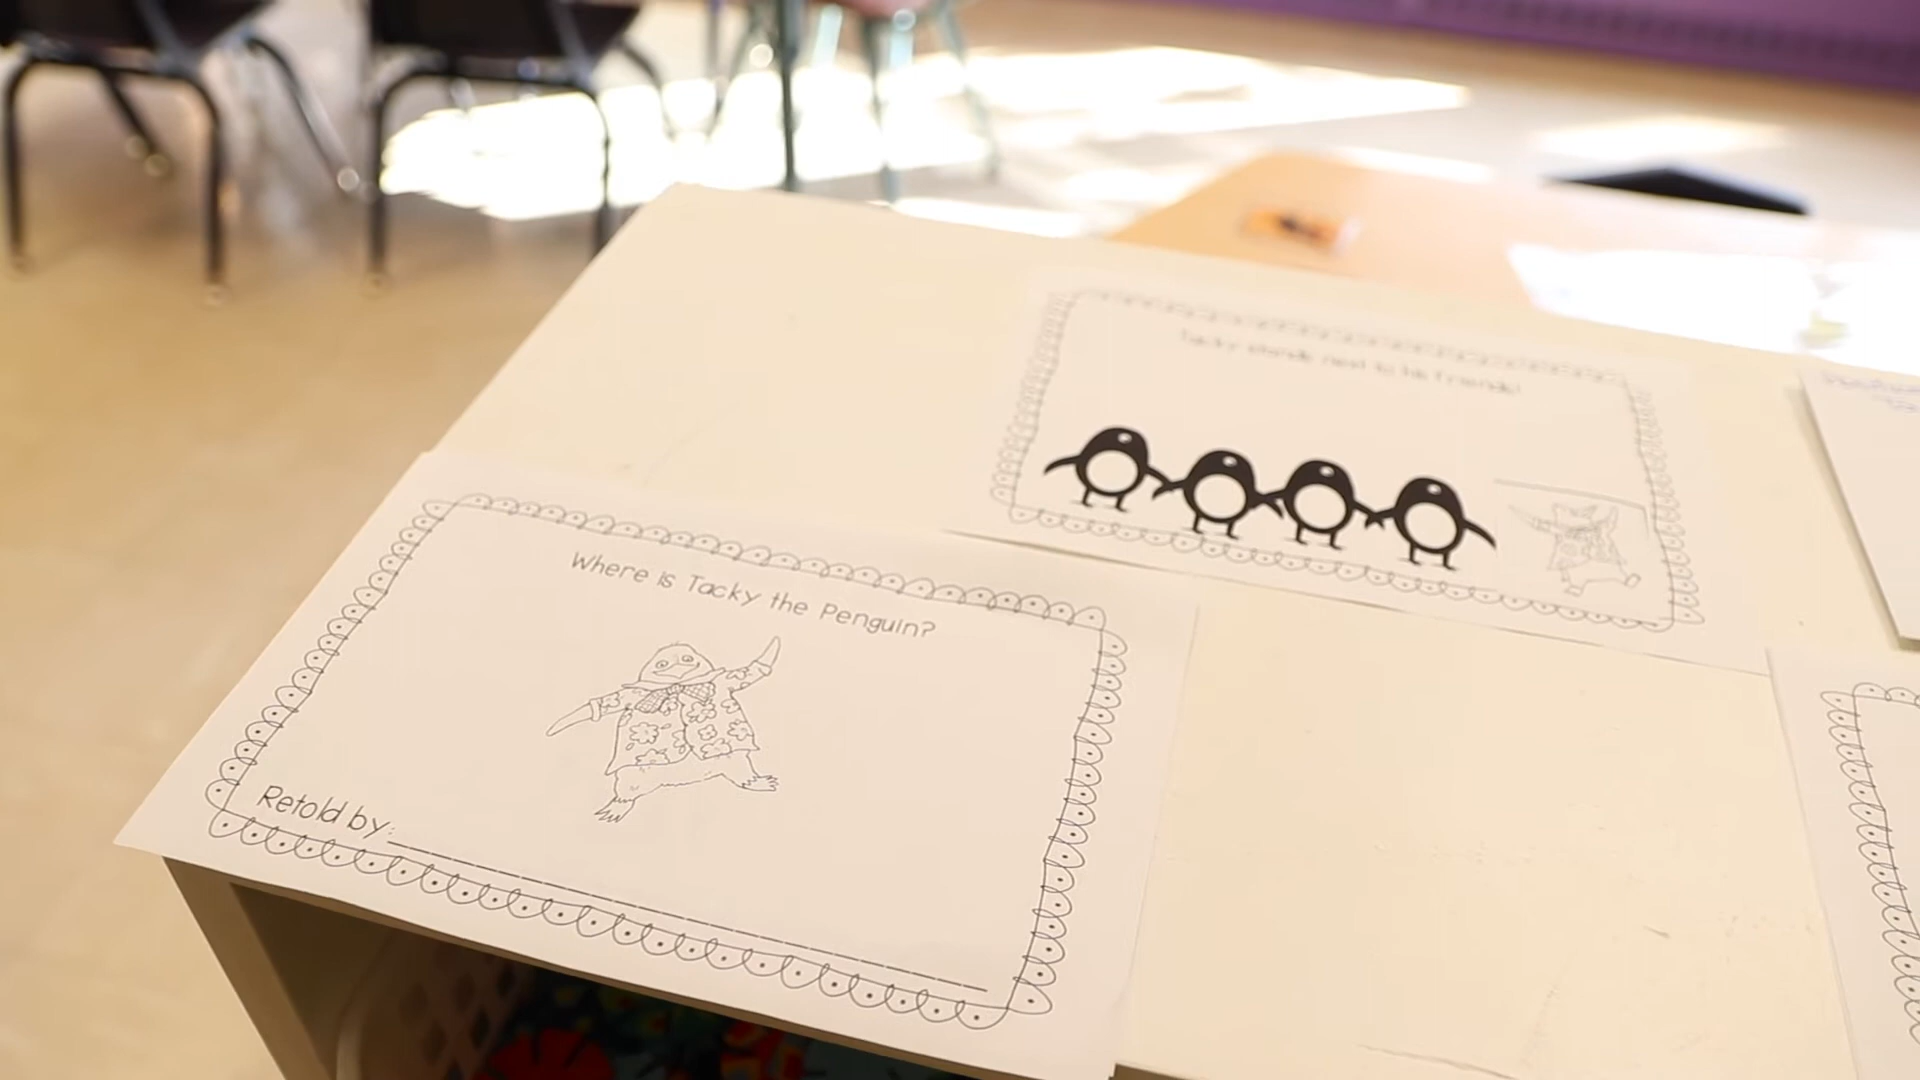 Tacky stands next to his friends!
Where is Tacky the Penguin?
Retold by: